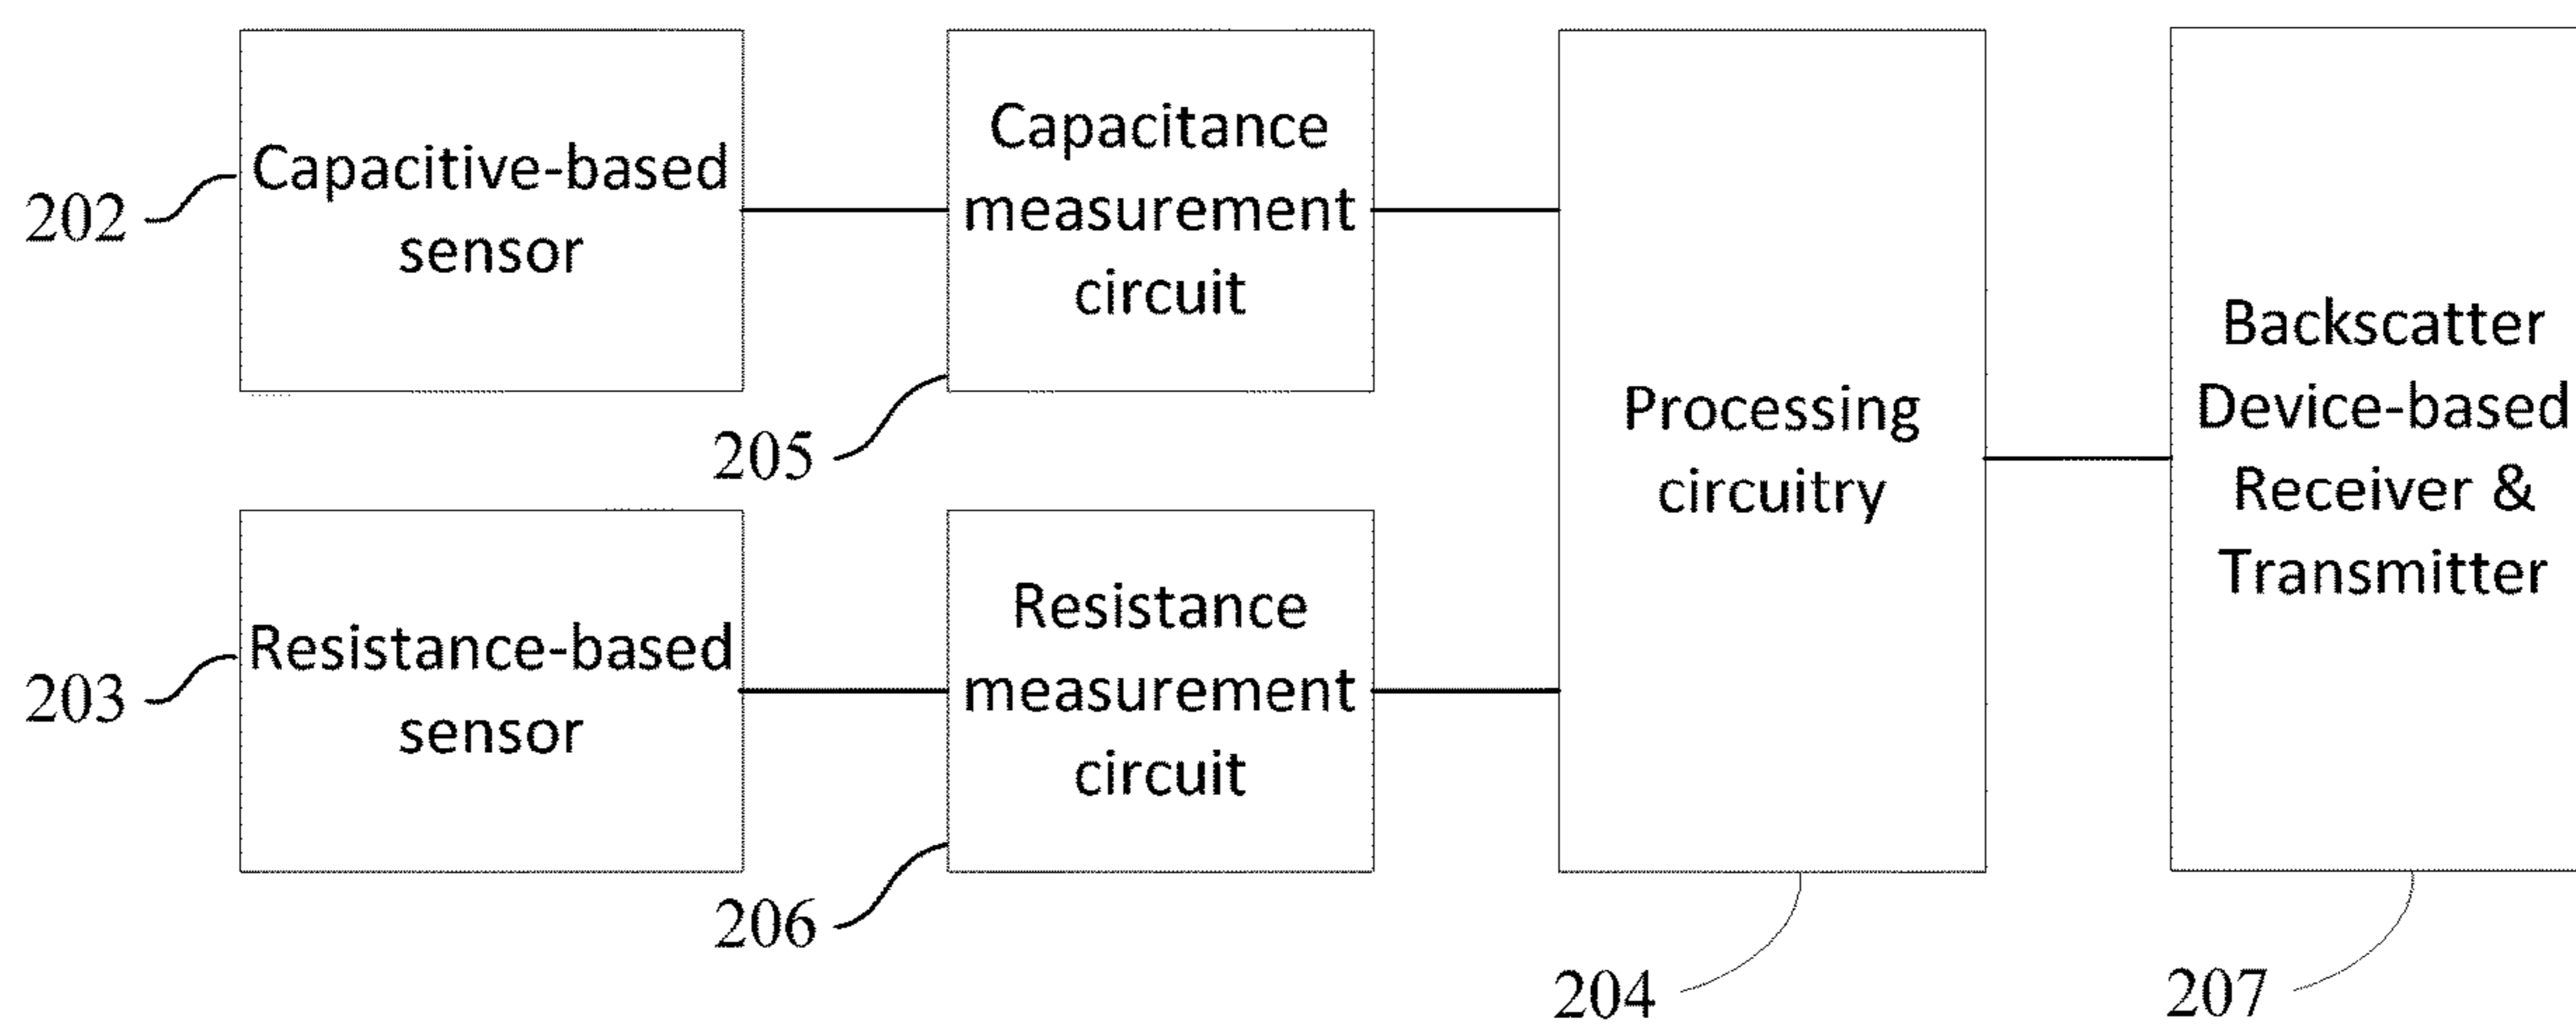 202
Capacitive-based
sensor
Capacitance
measurement
circuit
205
203
Resistance-based
sensor
Resistance
measurement
circuit
206
Processing
circuitry
204
Backscatter
Device-based
Receiver &
Transmitter
207